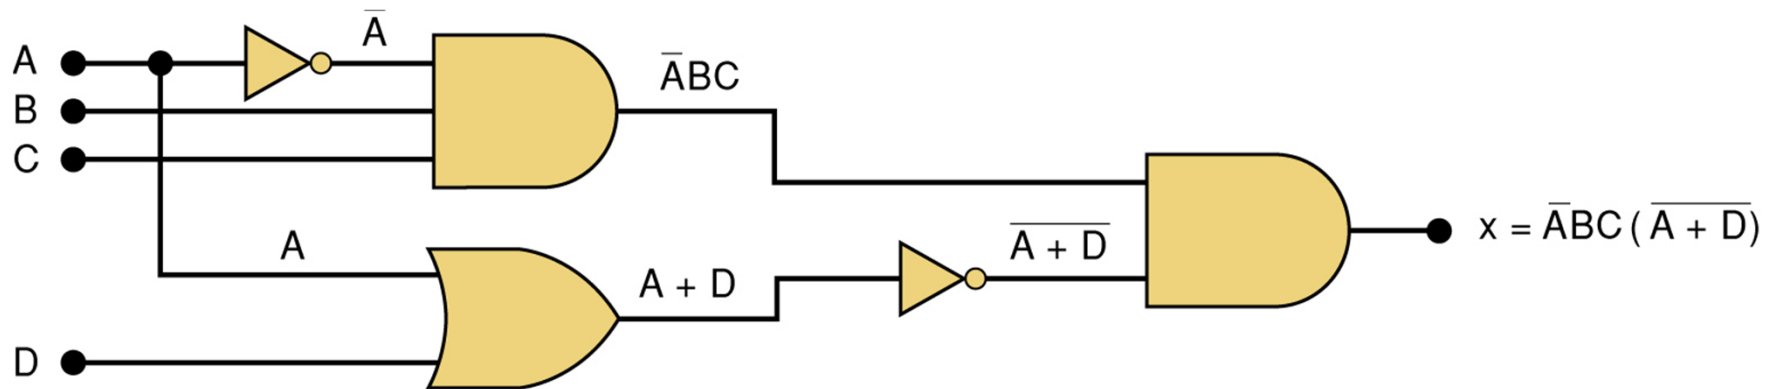 A
B
C
D
A̅
A̅BC
A
A + D
A̅ ̅+̅ ̅D̅
x = A̅BC ( A̅ ̅+̅ ̅D̅ )